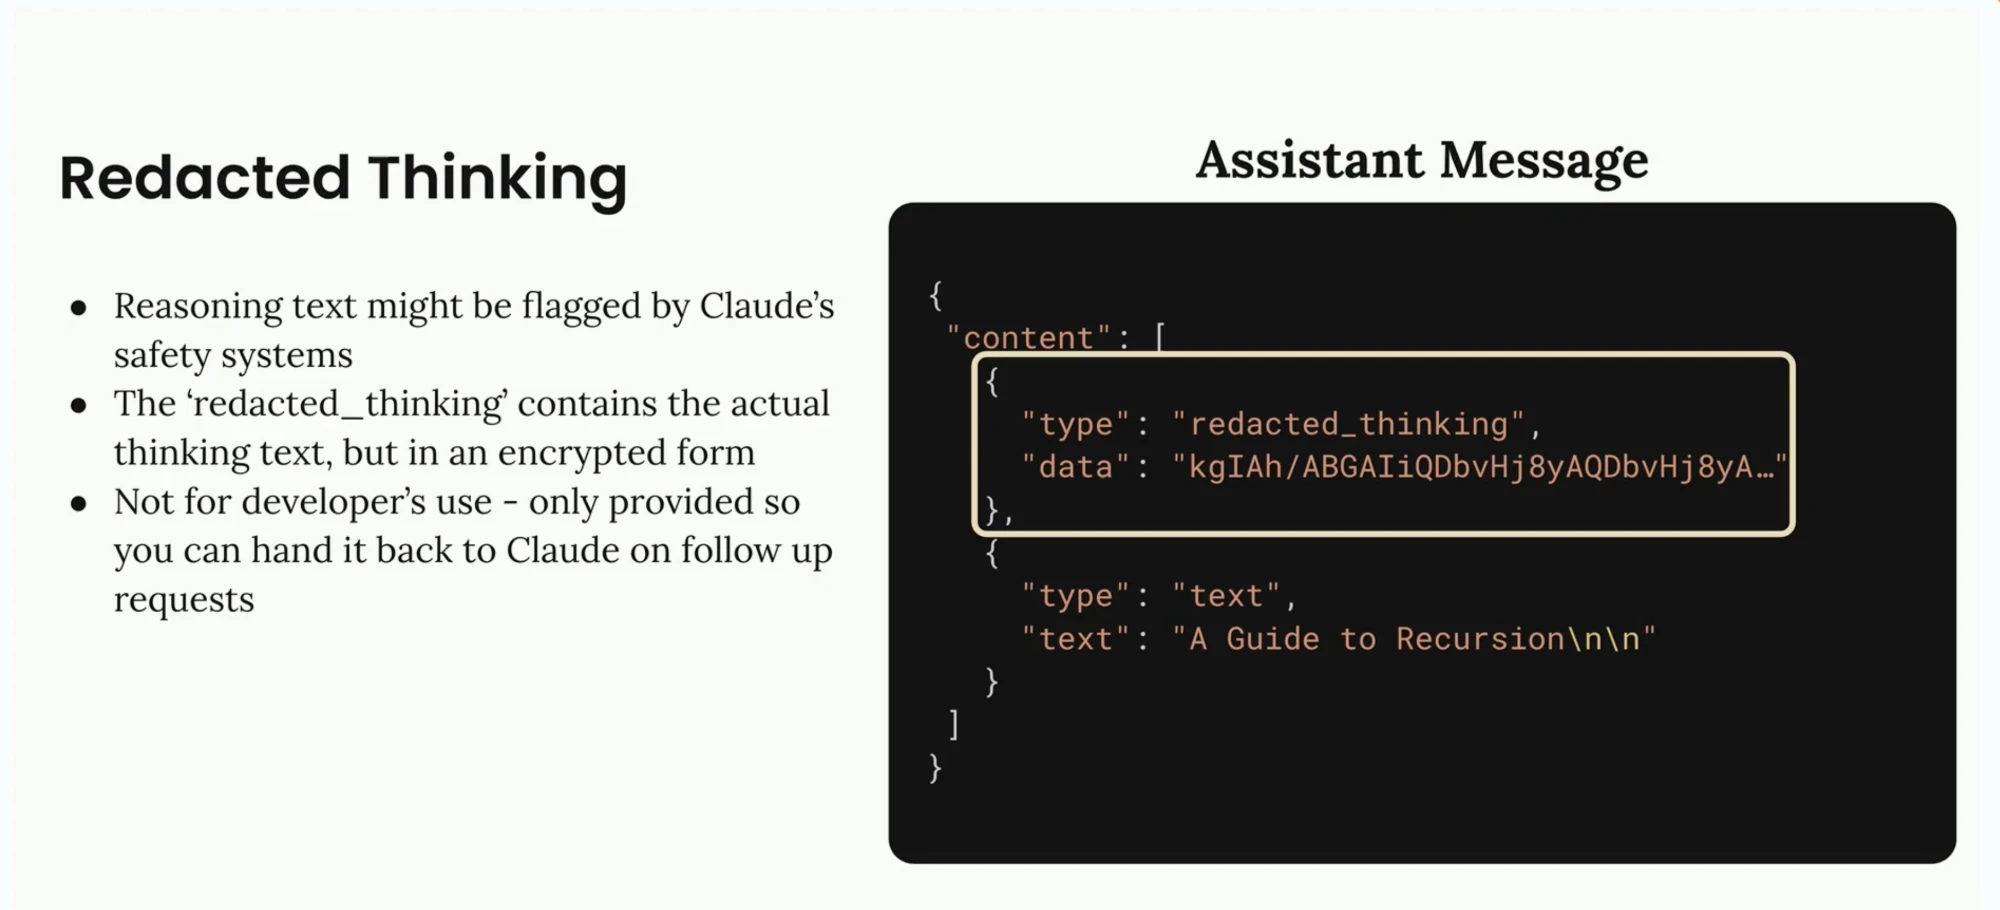 Redacted Thinking
● Reasoning text might be flagged by Claude’s
safety systems
● The ‘redacted_thinking’ contains the actual
thinking text, but in an encrypted form
● Not for developer’s use - only provided so
you can hand it back to Claude on follow up
requests
Assistant Message
{
"content": [
{
"type": "redacted_thinking",
"data": "kgIAh/ABGAIiQDbvHj8yAQDbvHj8yA…"
},
{
"type": "text",
"text": "A Guide to Recursion\n\n"
}
]
}